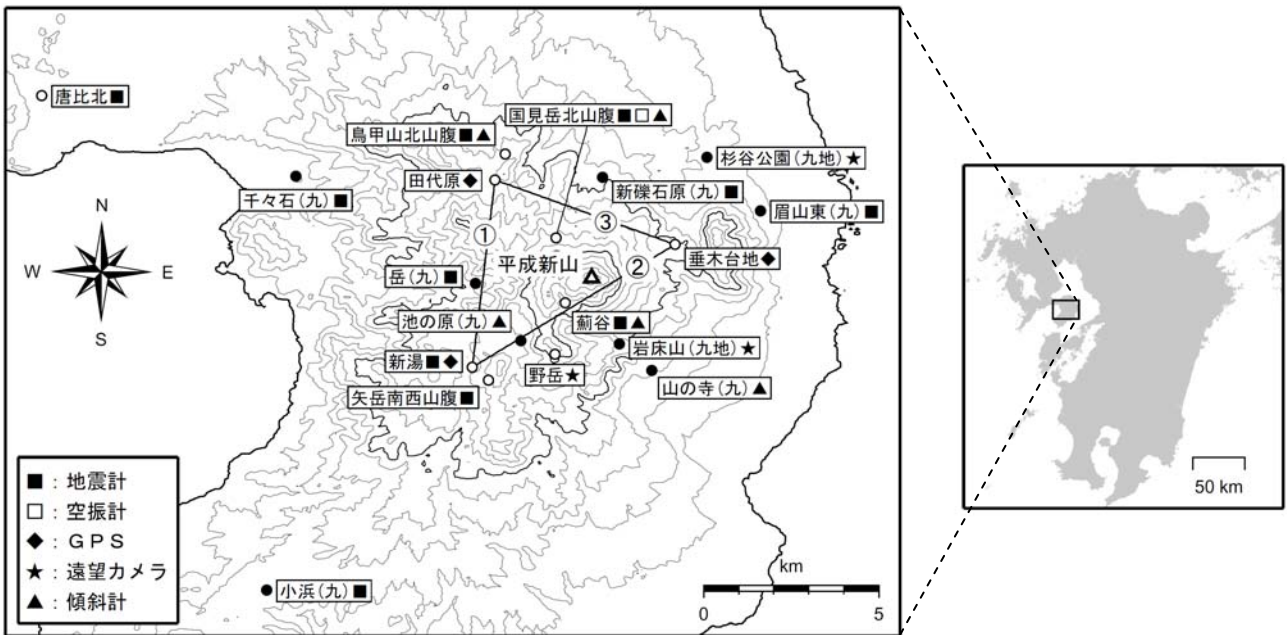 唐比北■
国見岳北山腹■□▲
鳥甲山北山腹■▲
杉谷公園(九地)★
田代原◆
新礫石原(九)■
千々石(九)■
眉山東(九)■
N
W
E
S
①
③
②
垂木台地◆
平成新山
岳(九)■
池の原(九)▲
薊谷■▲
岩床山(九地)★
新湯■◆
野岳★
山の寺(九)▲
矢岳南西山腹■
■：地震計
□：空振計
◆：GPS
★：遠望カメラ
▲：傾斜計
小浜(九)■
km
0
5
50 km